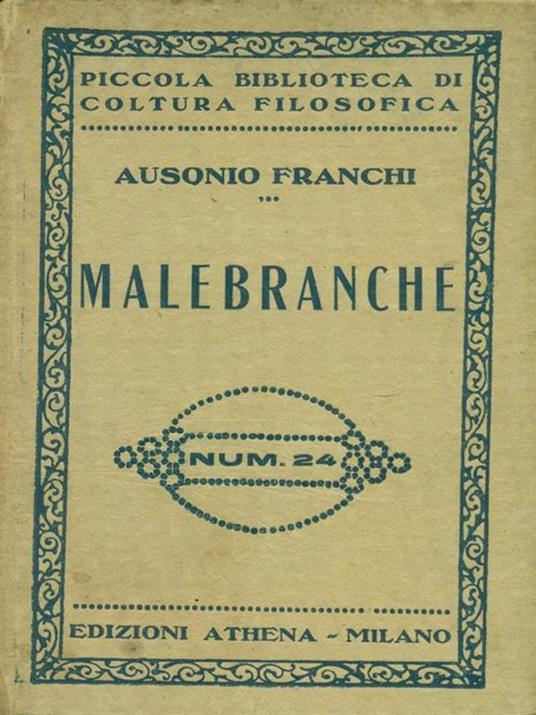 PICCOLA BIBLIOTECA DI
COLTURA FILOSOFICA
AUSONIO FRANCHI
MALEBRANCHE
NUM. 24
EDIZIONI ATHENA - MILANO